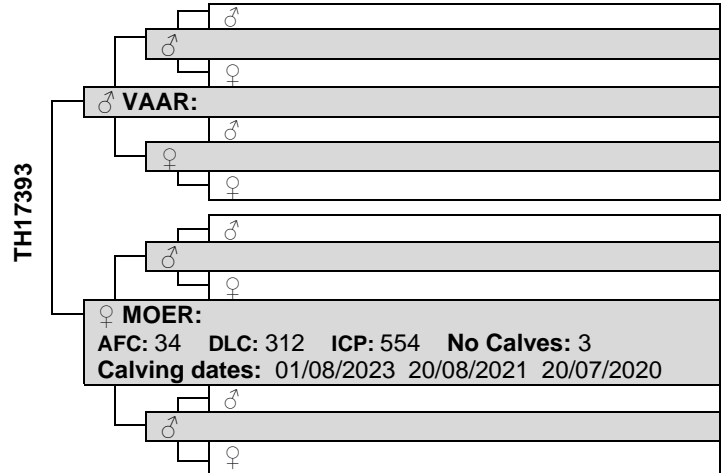 ♂
♂
♀
♂ VAAR:
♂
♀
♀
TH17393
♂
♂
♀
♀ MOER:
AFC: 34 DLC: 312 ICP: 554 No Calves: 3
Calving dates: 01/08/2023 20/08/2021 20/07/2020
♂
♂
♀